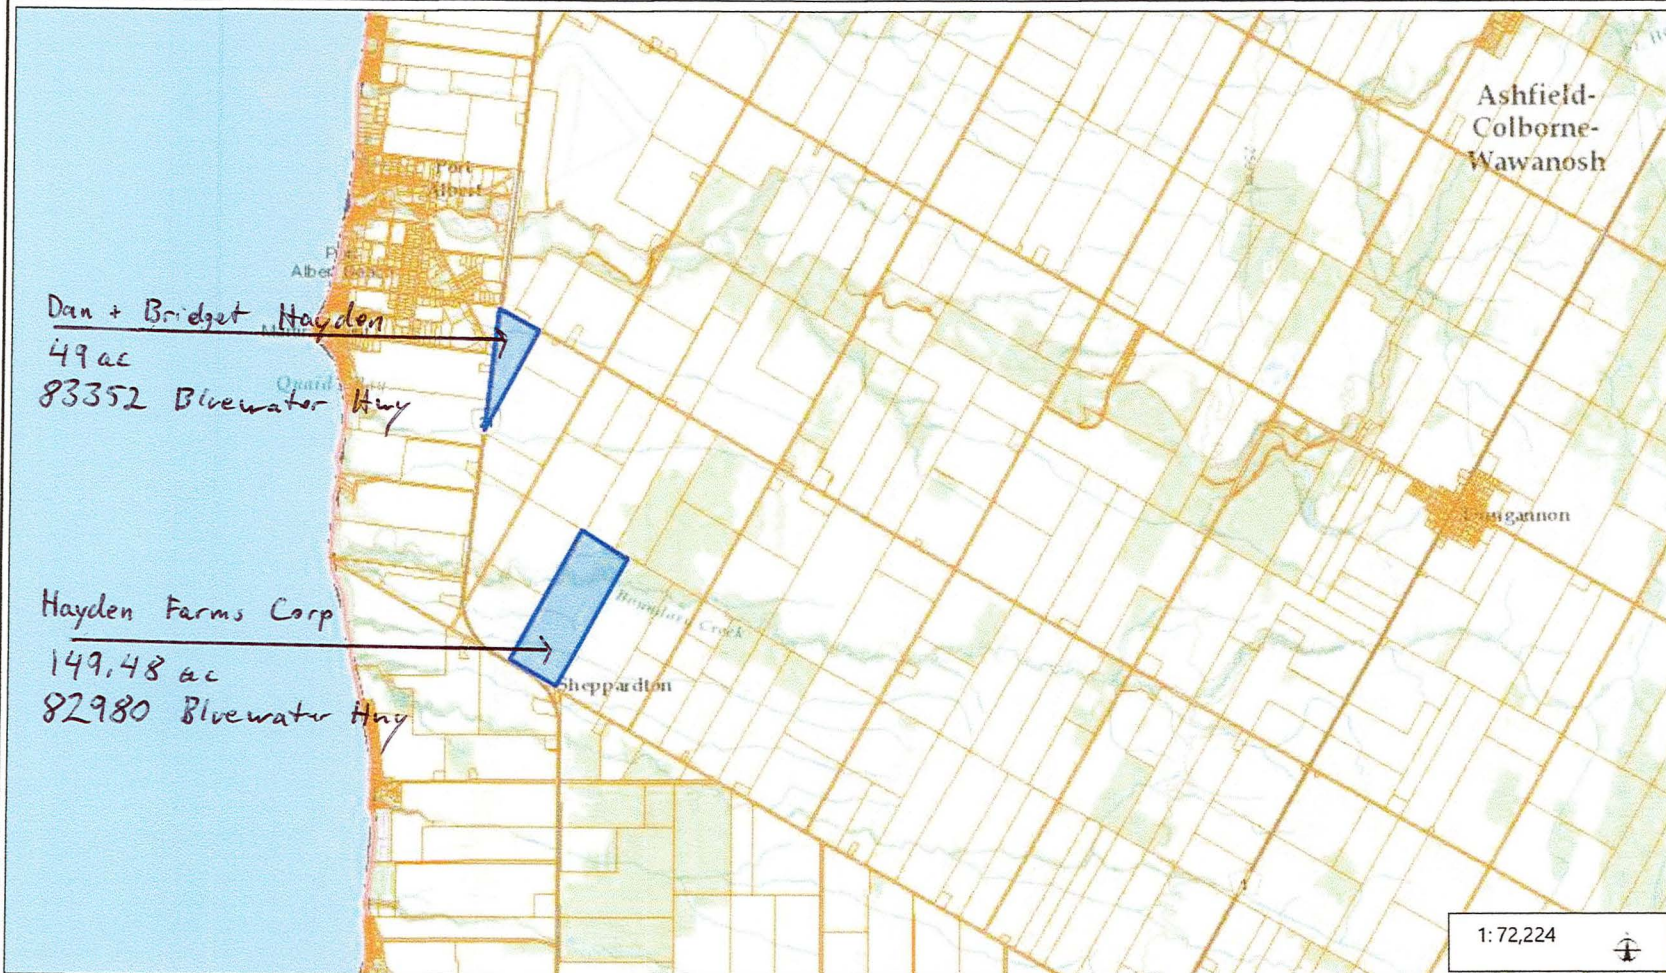 Ashfield-
Colborne-
Wawanosh
Port
Albert
Albert
Dan + Bridget Hayden
49 ac
83352 Bluewater Hwy
Hayden Farms Corp
149.48 ac
82980 Bluewater Hwy
Boundary Creek
Sheppardton
Dungannon
1: 72,224